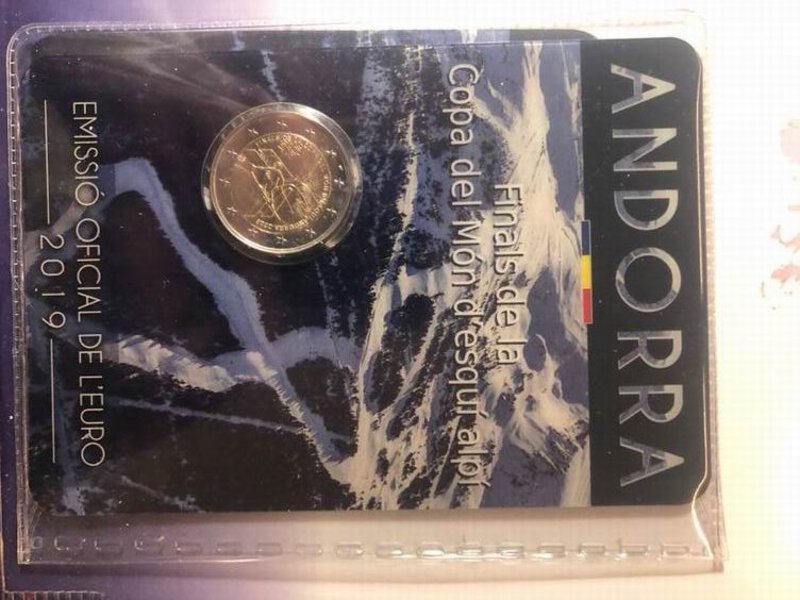 ANDORRA
Finals de la
Copa del Món d'esquí alpí
EMISSIÓ OFICIAL DE L'EURO
2019